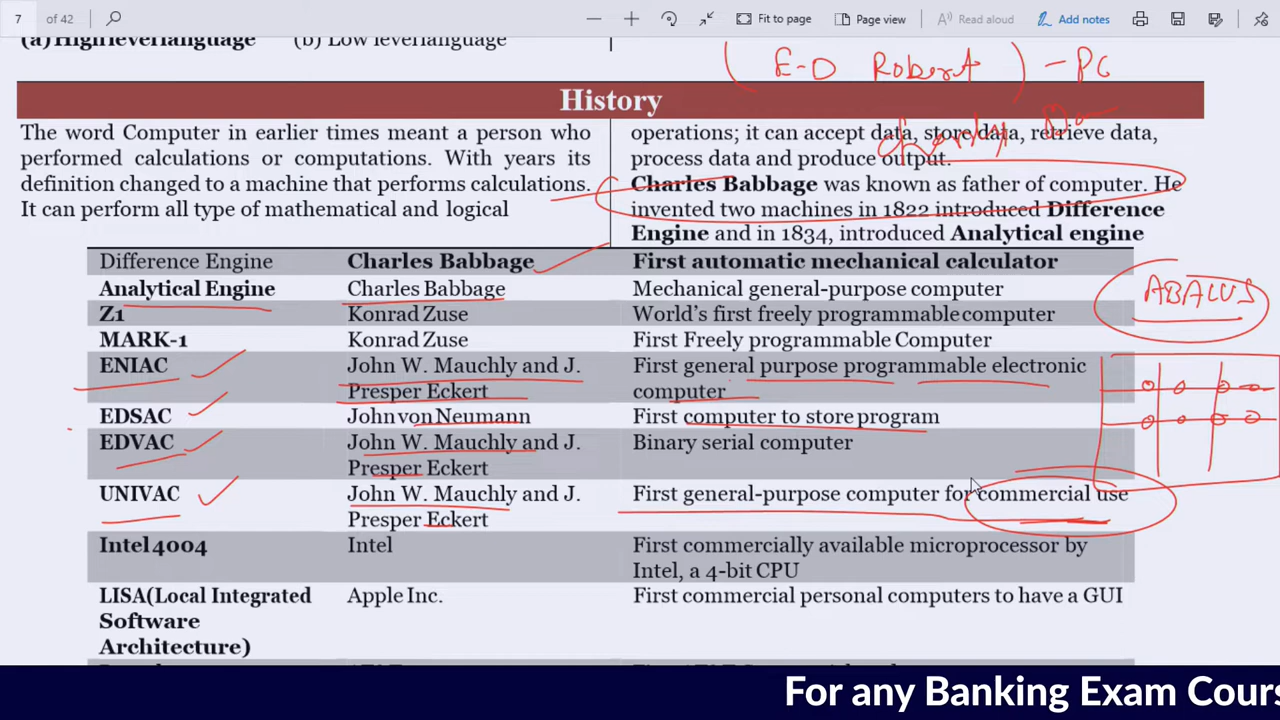 7 of 42 Fit to page Page view Read aloud Add notes
(a) High level language (b) Low level language
(E-D Robert) - PC
History
The word Computer in earlier times meant a person who
performed calculations or computations. With years its
definition changed to a machine that performs calculations.
It can perform all type of mathematical and logical
operations; it can accept data, store data, retrieve data,
process data and produce output.
Charles Babbage was known as father of computer. He
invented two machines in 1822 introduced Difference
Engine and in 1834, introduced Analytical engine
Difference Engine Charles Babbage First automatic mechanical calculator
Analytical Engine Charles Babbage Mechanical general-purpose computer
ABACUS
Z1 Konrad Zuse World's first freely programmable computer
MARK-1 Konrad Zuse First Freely programmable Computer
ENIAC John W. Mauchly and J. First general purpose programmable electronic
Presper Eckert computer
EDSAC John von Neumann First computer to store program
EDVAC John W. Mauchly and J. Binary serial computer
Presper Eckert
UNIVAC John W. Mauchly and J. First general-purpose computer for commercial use
Presper Eckert
Intel 4004 Intel First commercially available microprocessor by
Intel, a 4-bit CPU
LISA(Local Integrated Apple Inc. First commercial personal computers to have a GUI
Software
Architecture)
For any Banking Exam Cours